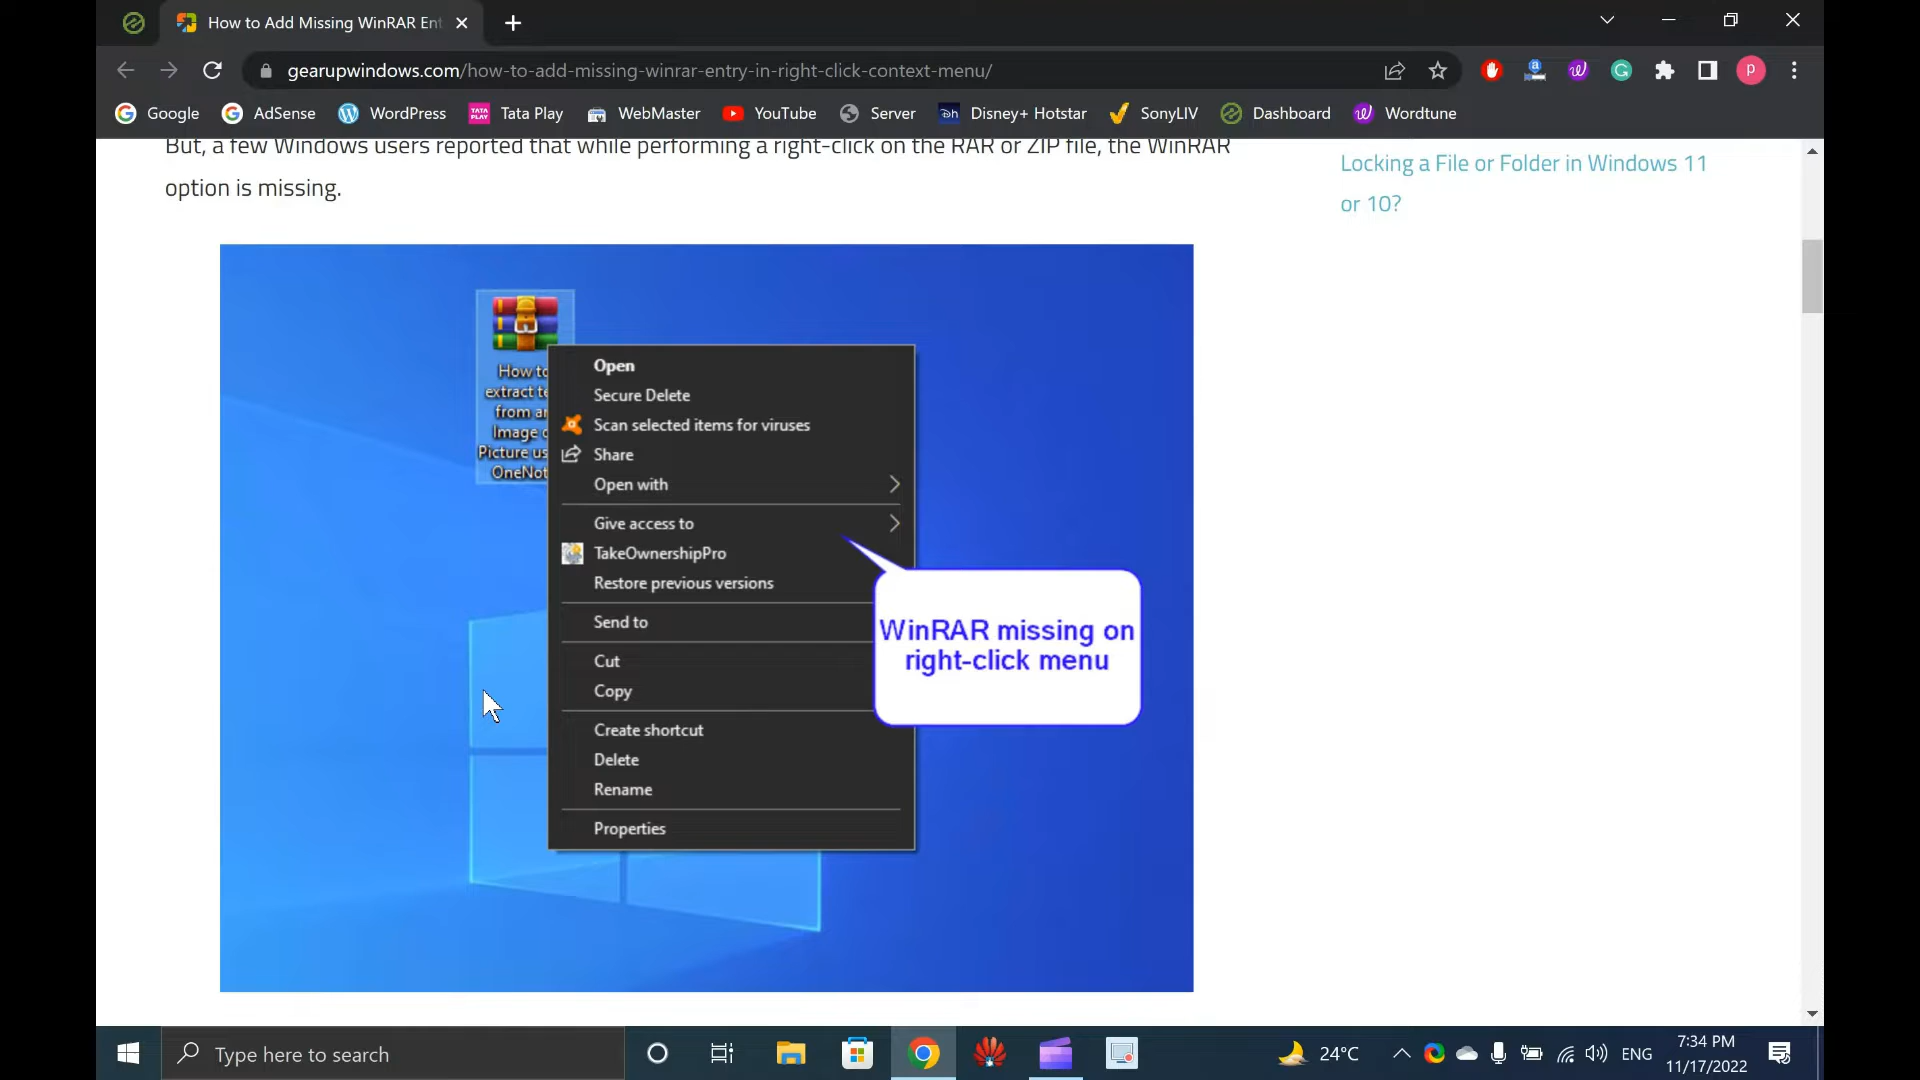 How to Add Missing WinRAR Ent
gearupwindows.com/how-to-add-missing-winrar-entry-in-right-click-context-menu/
Google AdSense WordPress Tata Play WebMaster YouTube Server Disney+ Hotstar SonyLIV Dashboard Wordtune
But, a few Windows users reported that while performing a right-click on the RAR or ZIP file, the WinRAR
option is missing.
Locking a File or Folder in Windows 11
or 10?
How to
extract te
from an
Image o
Picture us
OneNot
Open
Secure Delete
Scan selected items for viruses
Share
Open with
Give access to
TakeOwnershipPro
Restore previous versions
Send to
Cut
Copy
Create shortcut
Delete
Rename
Properties
WinRAR missing on
right-click menu
Type here to search
24°C
ENG
7:34 PM
11/17/2022